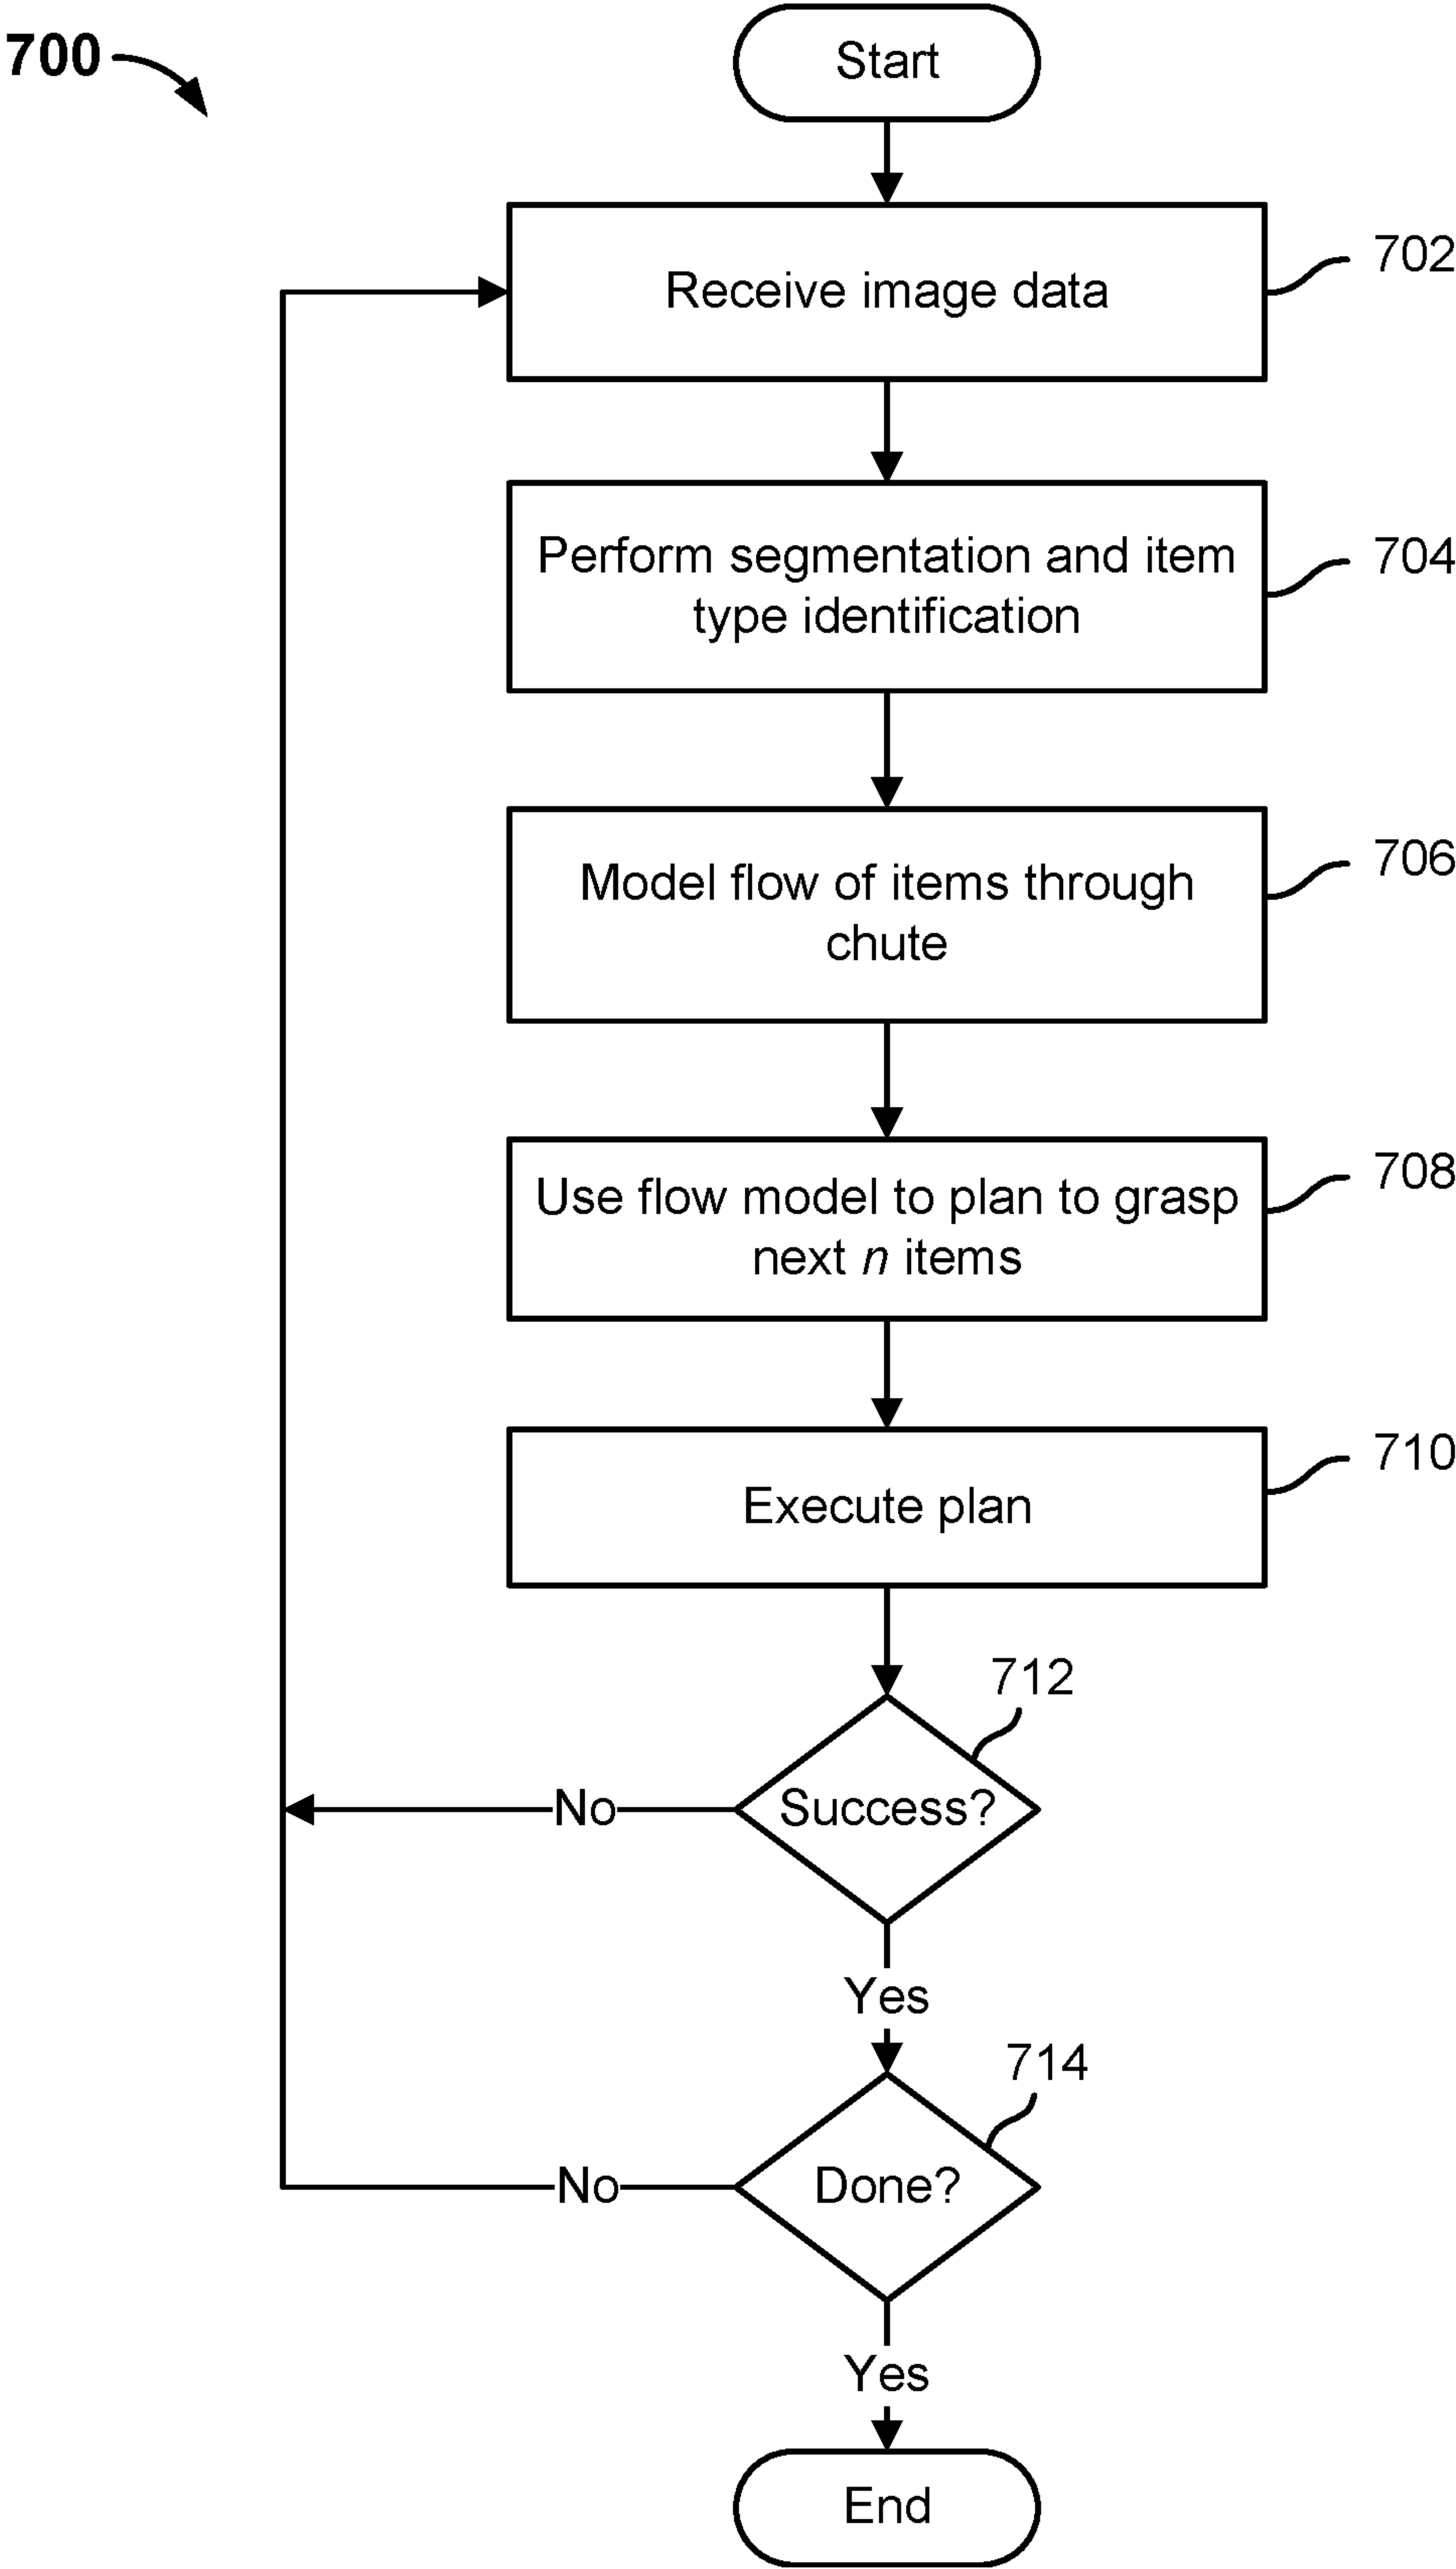 700
Start
Receive image data
702
Perform segmentation and item
type identification
704
Model flow of items through
chute
706
Use flow model to plan to grasp
next n items
708
Execute plan
710
712
Success?
No
Yes
714
Done?
No
Yes
End